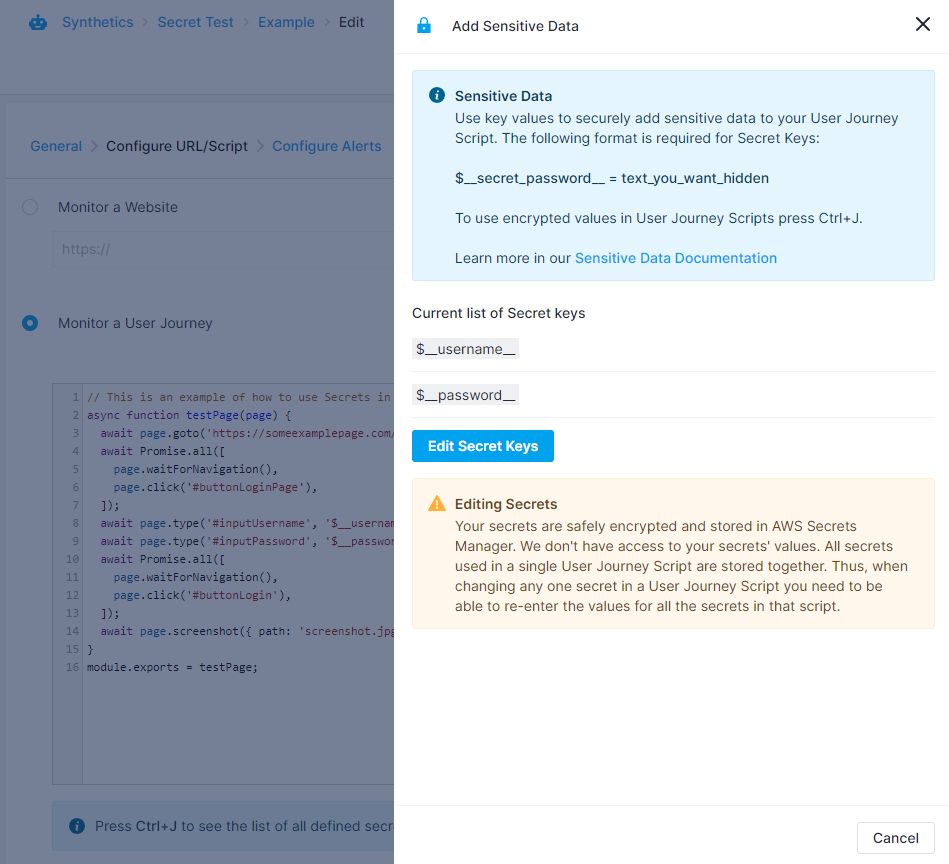 Synthetics > Secret Test > Example > Edit
General > Configure URL/Script > Configure Alerts
Monitor a Website
https://
Monitor a User Journey
1 // This is an example of how to use Secrets in
2 async function testPage(page) {
3 await page.goto('https://someexamplepage.com/
4 await Promise.all([
5 page.waitForNavigation(),
6 page.click('#buttonLoginPage'),
7 ]);
8 await page.type('#inputUsername', '$__usernam
9 await page.type('#inputPassword', '$__passwor
10 await Promise.all([
11 page.waitForNavigation(),
12 page.click('#buttonLogin'),
13 ]);
14 await page.screenshot({ path: 'screenshot.jpg
15 }
16 module.exports = testPage;
Press Ctrl+J to see the list of all defined secr
Add Sensitive Data
Sensitive Data
Use key values to securely add sensitive data to your User Journey
Script. The following format is required for Secret Keys:
$__secret_password__ = text_you_want_hidden
To use encrypted values in User Journey Scripts press Ctrl+J.
Learn more in our Sensitive Data Documentation
Current list of Secret keys
$__username__
$__password__
Edit Secret Keys
Editing Secrets
Your secrets are safely encrypted and stored in AWS Secrets
Manager. We don't have access to your secrets' values. All secrets
used in a single User Journey Script are stored together. Thus, when
changing any one secret in a User Journey Script you need to be
able to re-enter the values for all the secrets in that script.
Cancel